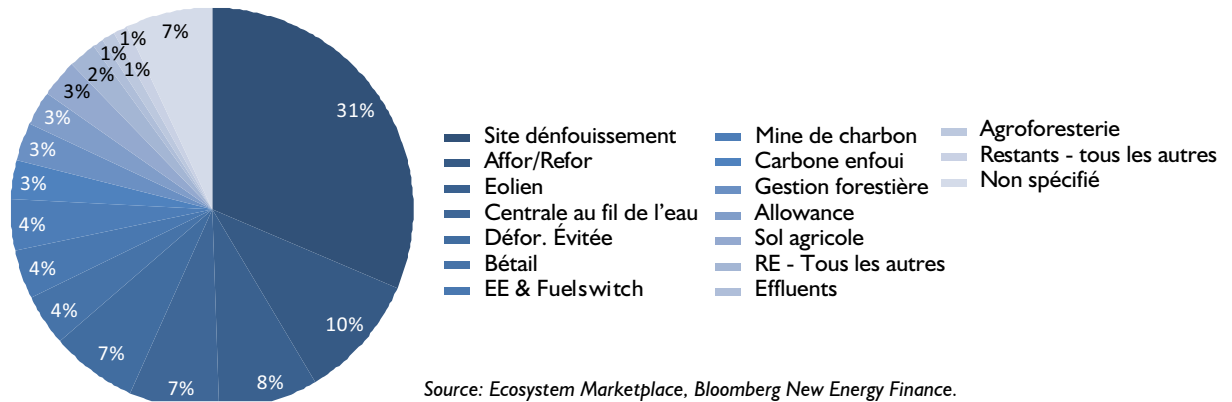 1%
7%
1%
1%
2%
3%
31%
3%
3%
3%
4%
4%
4%
7%
7%
8%
10%
Site dénfouissement
Affor/Refor
Eolien
Centrale au fil de l’eau
Défor. Évitée
Bétail
EE & Fuelswitch
Mine de charbon
Carbone enfoui
Gestion forestière
Allowance
Sol agricole
RE - Tous les autres
Effluents
Agroforesterie
Restants - tous les autres
Non spécifié
Source: Ecosystem Marketplace, Bloomberg New Energy Finance.